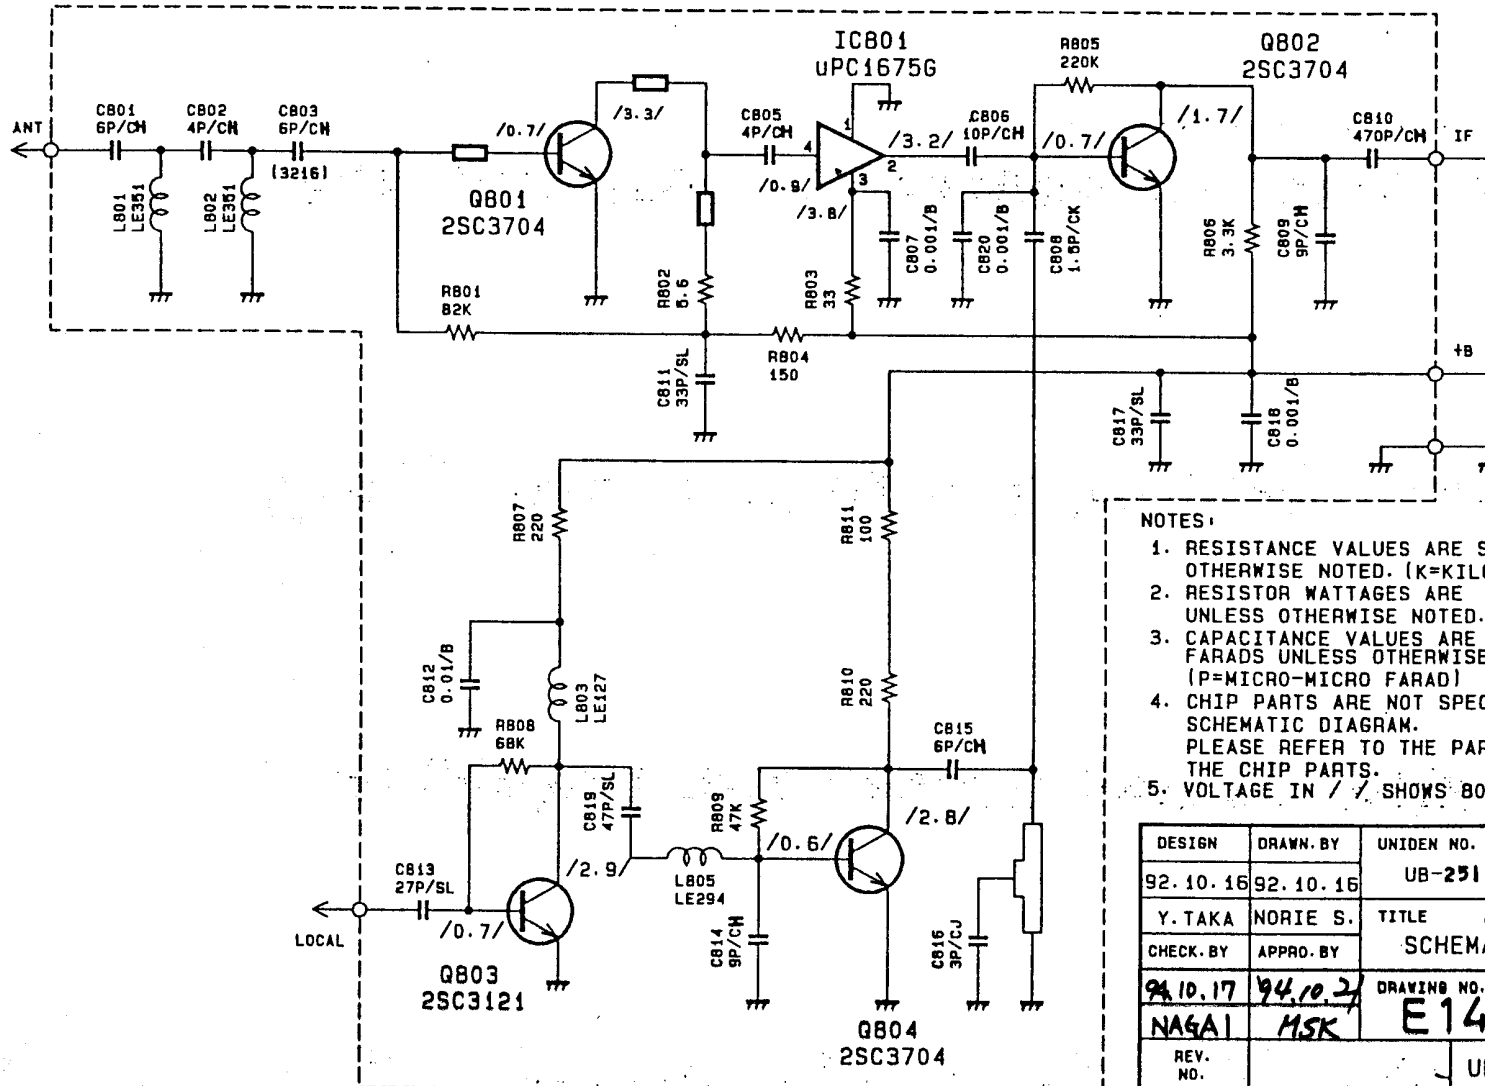 IC801
uPC1675G
R805
220K
Q802
2SC3704
ANT
C801
6P/CH
C802
4P/CH
C803
6P/CH
(3216)
/0.7/
/3.3/
C805
4P/CH
1
4
2
3
/3.2/
C806
10P/CH
/0.7/
/1.7/
C810
470P/CH
IF
L801
LE351
L802
LE351
Q801
2SC3704
/0.9/
/3.8/
C807
0.001/B
C820
0.001/B
C808
R806
3.3K
C809
9P/CH
R801
82K
R802
R803
33
R804
150
C811
33P/SL
+B
C817
33P/SL
C818
0.001/B
R807
220
R811
100
C812
0.01/B
L803
LE127
R810
220
R808
68K
C819
47P/SL
R809
47K
C815
6P/CH
/2.9/
/0.6/
/2.8/
L805
LE294
C813
27P/SL
LOCAL
/0.7/
Q803
2SC3121
C814
9P/CH
C816
3P/CJ
Q804
2SC3704
NOTES:
1. RESISTANCE VALUES ARE S
OTHERWISE NOTED. (K=KILO
2. RESISTOR WATTAGES ARE
UNLESS OTHERWISE NOTED.
3. CAPACITANCE VALUES ARE
FARADS UNLESS OTHERWISE
(P=MICRO-MICRO FARAD)
4. CHIP PARTS ARE NOT SPEC
SCHEMATIC DIAGRAM.
PLEASE REFER TO THE PAR
THE CHIP PARTS.
5. VOLTAGE IN / / SHOWS BO
DESIGN DRAWN.BY UNIDEN NO.
92.10.16 92.10.16 UB-251
Y.TAKA NORIE S. TITLE
CHECK.BY APPRO.BY SCHEMA
94.10.17 '94.10.21 DRAWING NO.
NAGAI MSK E14
REV.
NO.